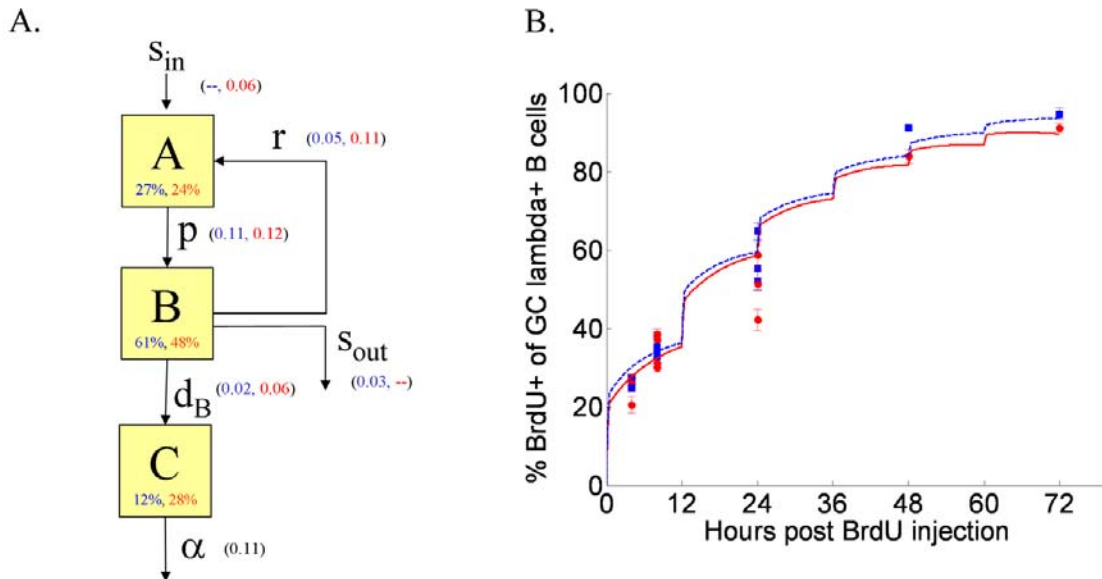 A.
s_in
(--, 0.06)
A
27%, 24%
r (0.05, 0.11)
p (0.11, 0.12)
B
61%, 48%
s_out
(0.03, --)
d_B (0.02, 0.06)
C
12%, 28%
α (0.11)
B.
% BrdU+ of GC lambda+ B cells
100
80
60
40
20
0
0 12 24 36 48 60 72
Hours post BrdU injection